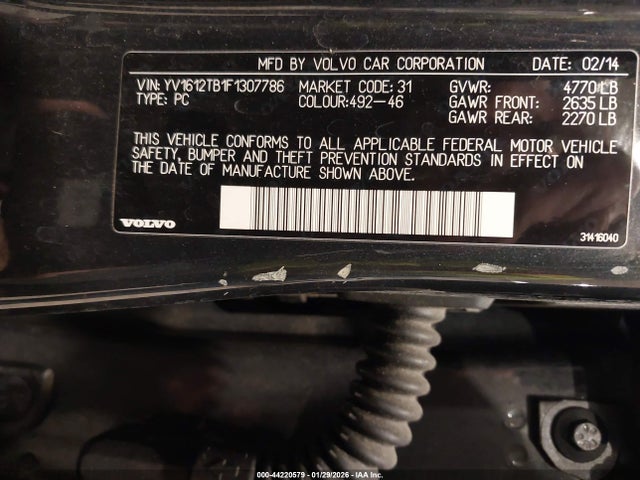 MFD BY VOLVO CAR CORPORATION DATE: 02/14
VIN: YV1612TB1F1307786 MARKET CODE: 31 GVWR: 4770 LB
TYPE: PC COLOUR:492-46 GAWR FRONT: 2635 LB
GAWR REAR: 2270 LB
THIS VEHICLE CONFORMS TO ALL APPLICABLE FEDERAL MOTOR VEHICLE
SAFETY, BUMPER AND THEFT PREVENTION STANDARDS IN EFFECT ON
THE DATE OF MANUFACTURE SHOWN ABOVE.
VOLVO
31416040
000-44220579 - 01/29/2026 - IAA Inc.